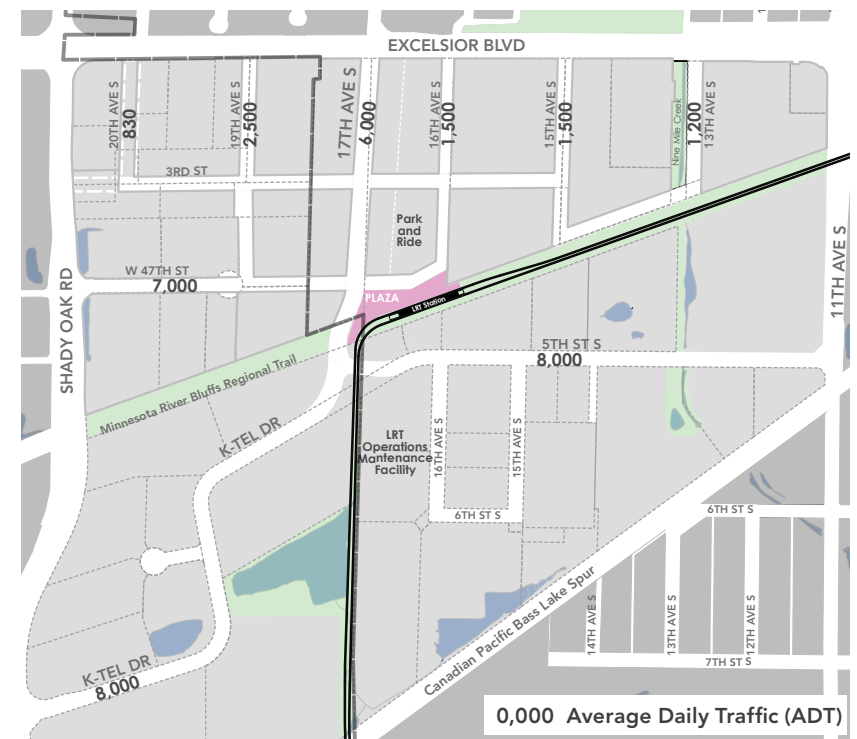 EXCELSIOR BLVD
20TH AVE S
830
19TH AVE S
2,500
17TH AVE S
6,000
16TH AVE S
1,500
15TH AVE S
1,500
Nine Mile Creek
1,200
13TH AVE S
3RD ST
Park
and
Ride
W 47TH ST
7,000
PLAZA
LRT Station
SHADY OAK RD
11TH AVE S
5TH ST S
8,000
Minnesota River Bluffs Regional Trail
K-TEL DR
LRT
Operations
Mantenance
Facility
16TH AVE S
15TH AVE S
6TH ST S
6TH ST S
Canadian Pacific Bass Lake Spur
14TH AVE S
13TH AVE S
12TH AVE S
7TH ST S
K-TEL DR
8,000
0,000 Average Daily Traffic (ADT)